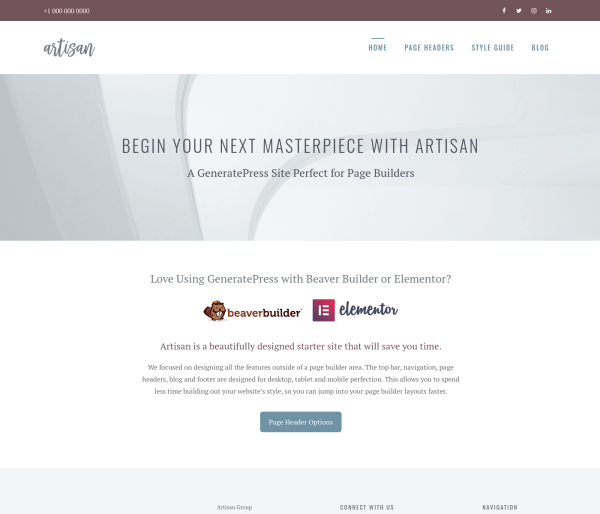 +1 000 000 0000
artisan
HOME PAGE HEADERS STYLE GUIDE BLOG
BEGIN YOUR NEXT MASTERPIECE WITH ARTISAN
A GeneratePress Site Perfect for Page Builders
Love Using GeneratePress with Beaver Builder or Elementor?
beaverbuilder elementor
Artisan is a beautifully designed starter site that will save you time.
We focused on designing all the features outside of a page builder area. The top bar, navigation, page
headers, blog and footer are designed for desktop, tablet and mobile perfection. This allows you to spend
less time building out your website's style, so you can jump into your page builder layouts faster.
Page Header Options
Artisan Group CONNECT WITH US NAVIGATION